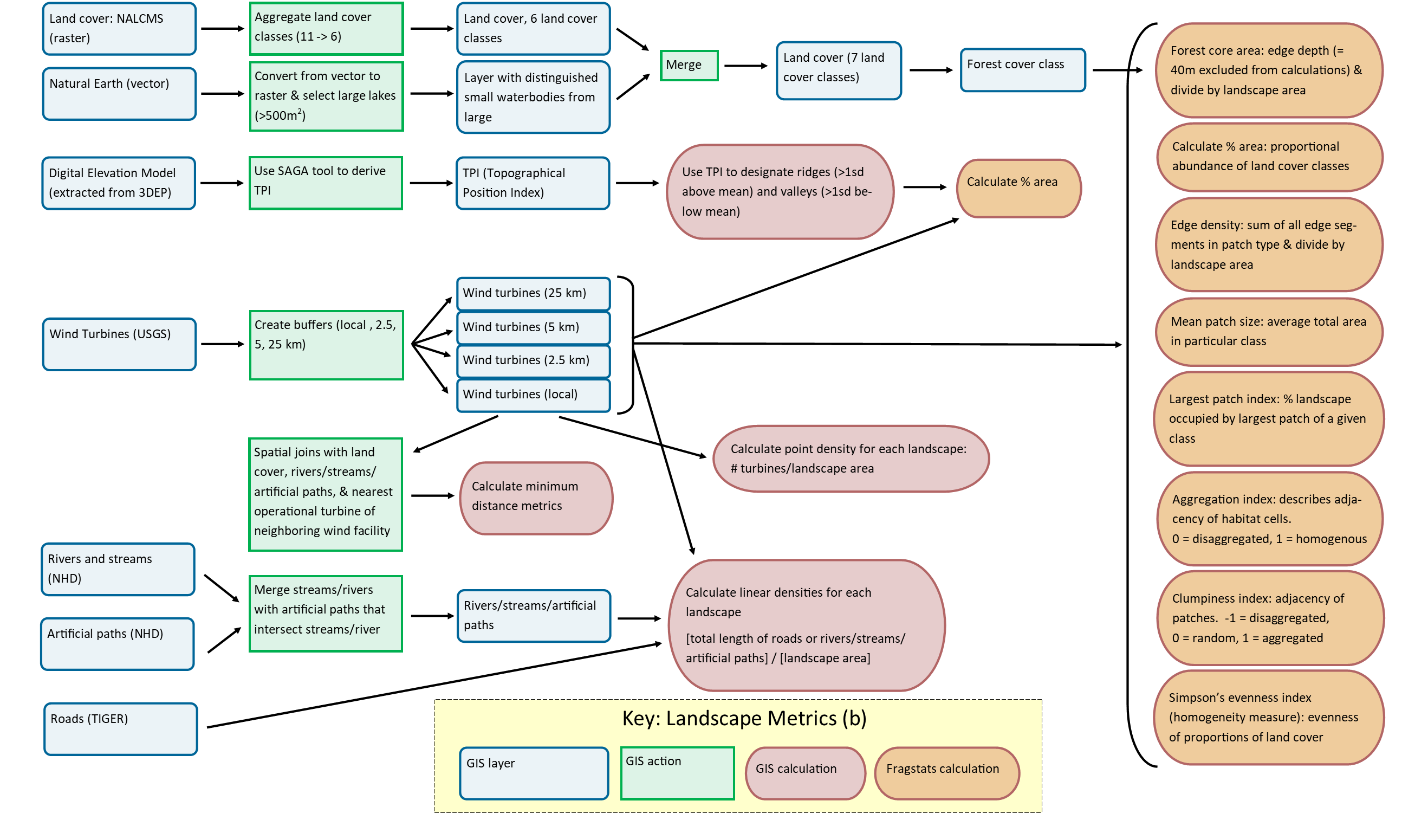 Land cover: NALCMS
(raster)
Aggregate land cover
classes (11 -> 6)
Land cover, 6 land cover
classes
Natural Earth (vector)
Convert from vector to
raster & select large lakes
(>500m²)
Layer with distinguished
small waterbodies from
large
Merge
Land cover (7 land
cover classes)
Forest cover class
Digital Elevation Model
(extracted from 3DEP)
Use SAGA tool to derive
TPI
TPI (Topographical
Position Index)
Use TPI to designate ridges (>1sd
above mean) and valleys (>1sd be-
low mean)
Calculate % area
Wind Turbines (USGS)
Create buffers (local , 2.5,
5, 25 km)
Wind turbines (25 km)
Wind turbines (5 km)
Wind turbines (2.5 km)
Wind turbines (local)
Spatial joins with land
cover, rivers/streams/
artificial paths, & nearest
operational turbine of
neighboring wind facility
Calculate minimum
distance metrics
Calculate point density for each landscape:
# turbines/landscape area
Rivers and streams
(NHD)
Artificial paths (NHD)
Merge streams/rivers
with artificial paths that
intersect streams/river
Rivers/streams/artificial
paths
Calculate linear densities for each
landscape
[total length of roads or rivers/streams/
artificial paths] / [landscape area]
Roads (TIGER)
Forest core area: edge depth (=
40m excluded from calculations) &
divide by landscape area
Calculate % area: proportional
abundance of land cover classes
Edge density: sum of all edge seg-
ments in patch type & divide by
landscape area
Mean patch size: average total area
in particular class
Largest patch index: % landscape
occupied by largest patch of a given
class
Aggregation index: describes adja-
cency of habitat cells.
0 = disaggregated, 1 = homogenous
Clumpiness index: adjacency of
patches.  -1 = disaggregated,
0 = random, 1 = aggregated
Simpson's evenness index
(homogeneity measure): evenness
of proportions of land cover
Key: Landscape Metrics (b)
GIS layer
GIS action
GIS calculation
Fragstats calculation